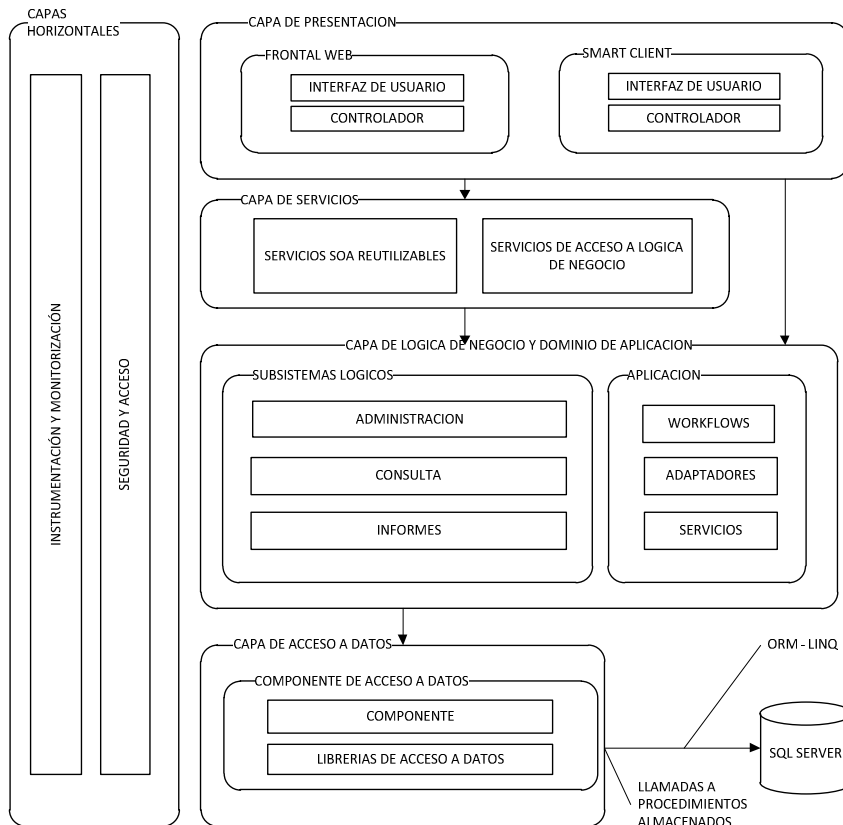 CAPAS
HORIZONTALES
INSTRUMENTACIÓN Y MONITORIZACIÓN
SEGURIDAD Y ACCESO
CAPA DE PRESENTACION
FRONTAL WEB
INTERFAZ DE USUARIO
CONTROLADOR
SMART CLIENT
INTERFAZ DE USUARIO
CONTROLADOR
CAPA DE SERVICIOS
SERVICIOS SOA REUTILIZABLES
SERVICIOS DE ACCESO A LOGICA
DE NEGOCIO
CAPA DE LOGICA DE NEGOCIO Y DOMINIO DE APLICACION
SUBSISTEMAS LOGICOS
ADMINISTRACION
CONSULTA
INFORMES
APLICACION
WORKFLOWS
ADAPTADORES
SERVICIOS
CAPA DE ACCESO A DATOS
COMPONENTE DE ACCESO A DATOS
COMPONENTE
LIBRERIAS DE ACCESO A DATOS
ORM - LINQ
SQL SERVER
LLAMADAS A
PROCEDIMIENTOS
ALMACENADOS